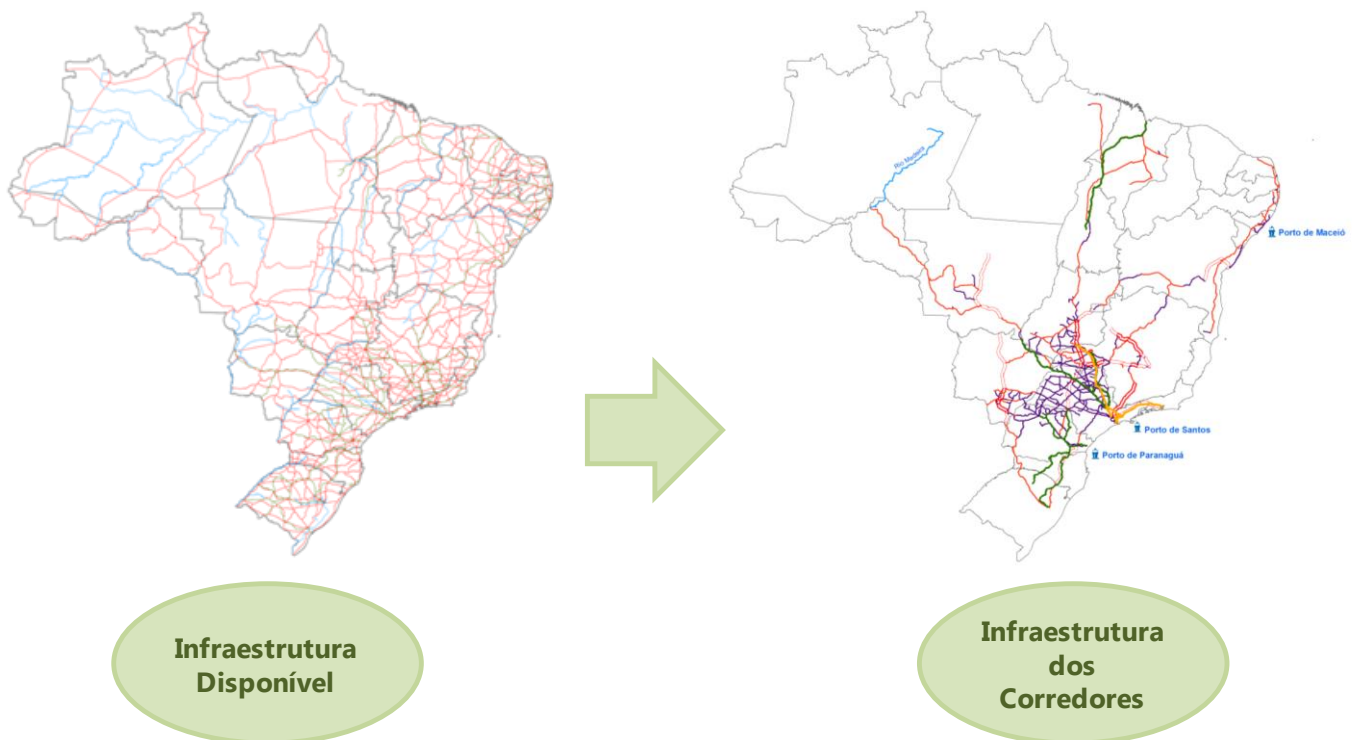 Rio Madeira
Porto de Maceió
Porto de Santos
Porto de Paranaguá
Infraestrutura
Disponível
Infraestrutura
dos
Corredores